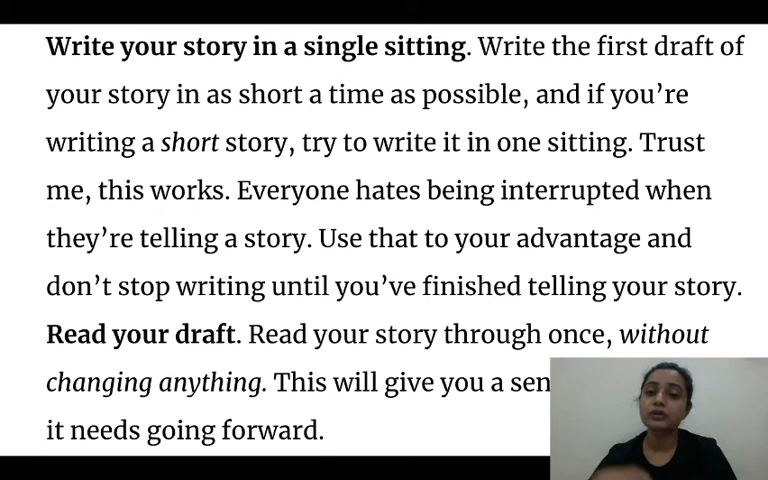 Write your story in a single sitting. Write the first draft of
your story in as short a time as possible, and if you’re
writing a short story, try to write it in one sitting. Trust
me, this works. Everyone hates being interrupted when
they’re telling a story. Use that to your advantage and
don’t stop writing until you’ve finished telling your story.
Read your draft. Read your story through once, without
changing anything. This will give you a
it needs going forward.